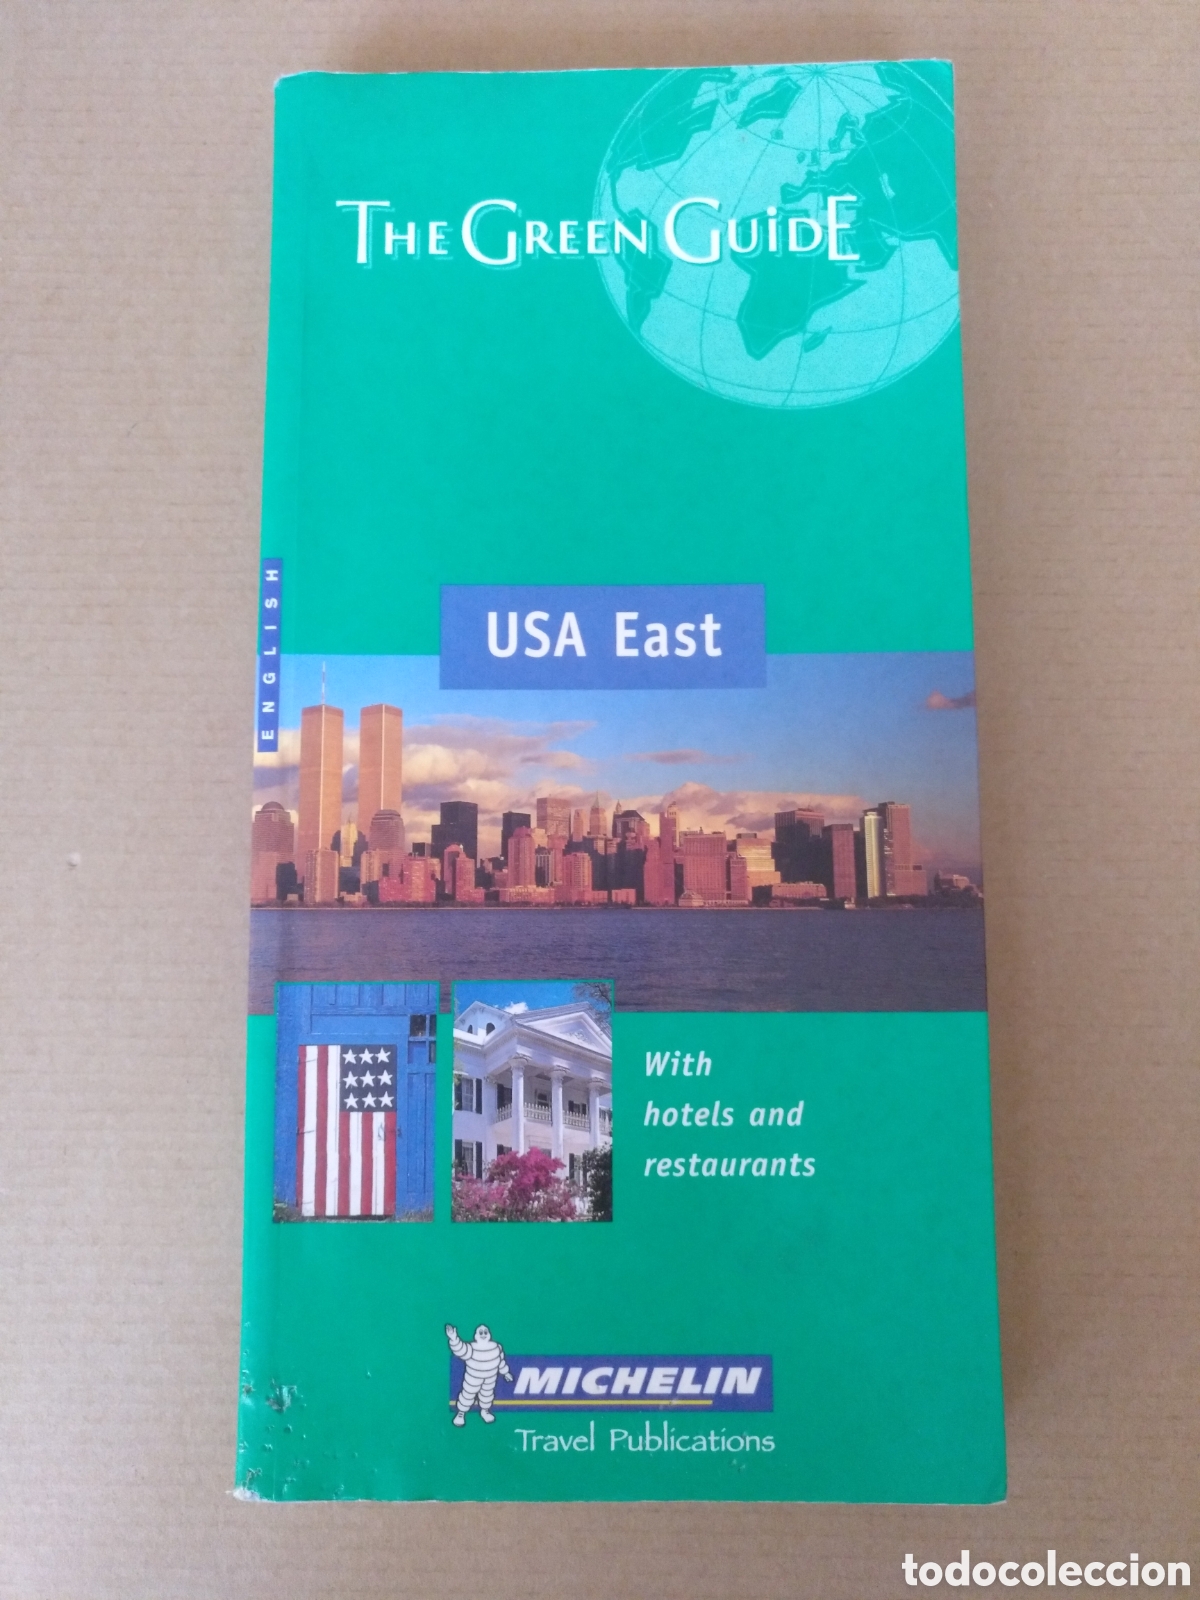 THE GREEN GUiDE
ENGLISH
USA East
With
hotels and
restaurants
MICHELIN
Travel Publications
todocoleccion